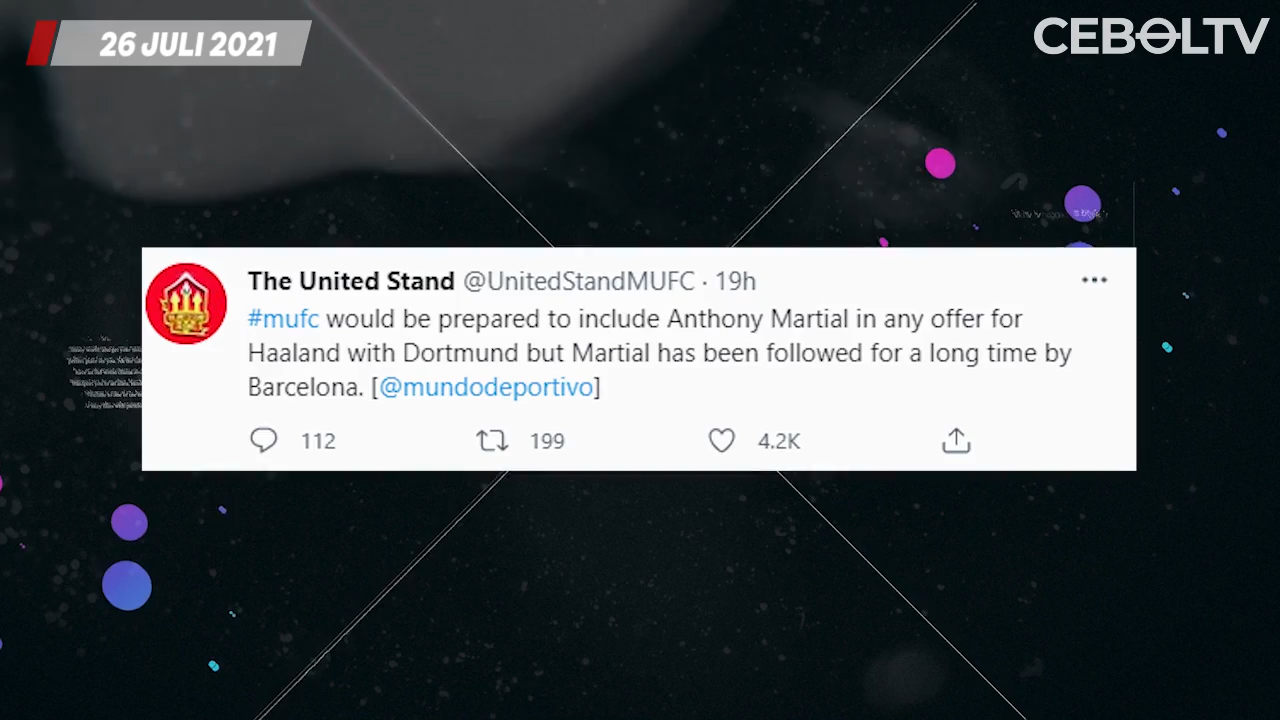 26 JULI 2021
CEBOLTV
The United Stand @UnitedStandMUFC · 19h
#mufc would be prepared to include Anthony Martial in any offer for
Haaland with Dortmund but Martial has been followed for a long time by
Barcelona. [@mundodeportivo]
112 199 4.2K